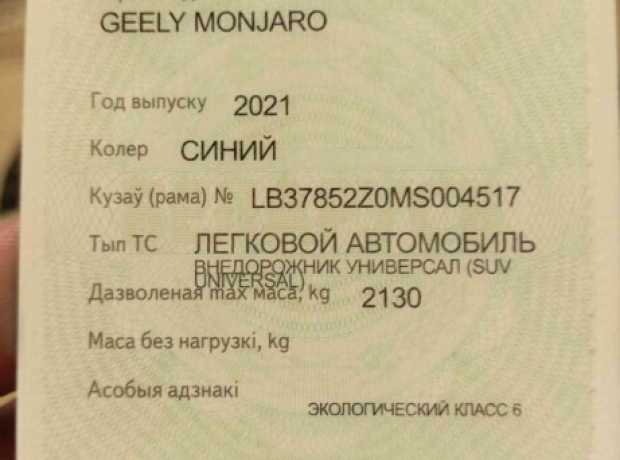 GEELY MONJARO
Год выпуску 2021
Колер СИНИЙ
Кузаў (рама) № LB37852Z0MS004517
Тып ТС ЛЕГКОВОЙ АВТОМОБИЛЬ
ВНЕДОРОЖНИК УНИВЕРСАЛ (SUV
UNIVERSAL)
Дазволеная max маса, kg 2130
Маса без нагрузкі, kg
Асобыя адзнакі
ЭКОЛОГИЧЕСКИЙ КЛАСС 6